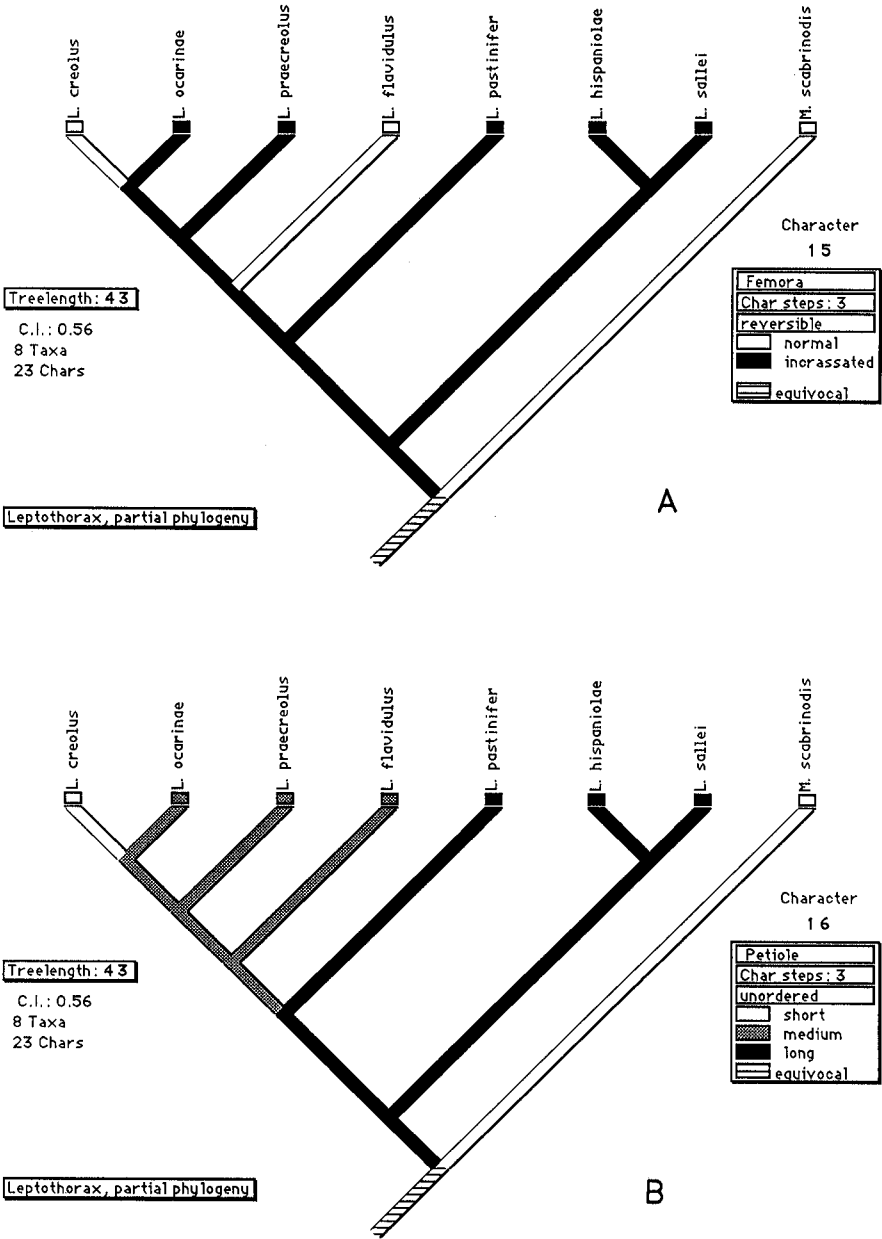 L. creolus
L. ocarinae
L. praecreolus
L. flavidulus
L. pastinifer
L. hispaniolae
L. sallei
M. scabrinodis
Character
15
Femora
Char steps: 3
reversible
normal
incrassated
equivocal
Treelength: 43
C.I.: 0.56
8 Taxa
23 Chars
Leptothorax, partial phylogeny
A
L. creolus
L. ocarinae
L. praecreolus
L. flavidulus
L. pastinifer
L. hispaniolae
L. sallei
M. scabrinodis
Character
16
Petiole
Char steps: 3
unordered
short
medium
long
equivocal
Treelength: 43
C.I.: 0.56
8 Taxa
23 Chars
Leptothorax, partial phylogeny
B